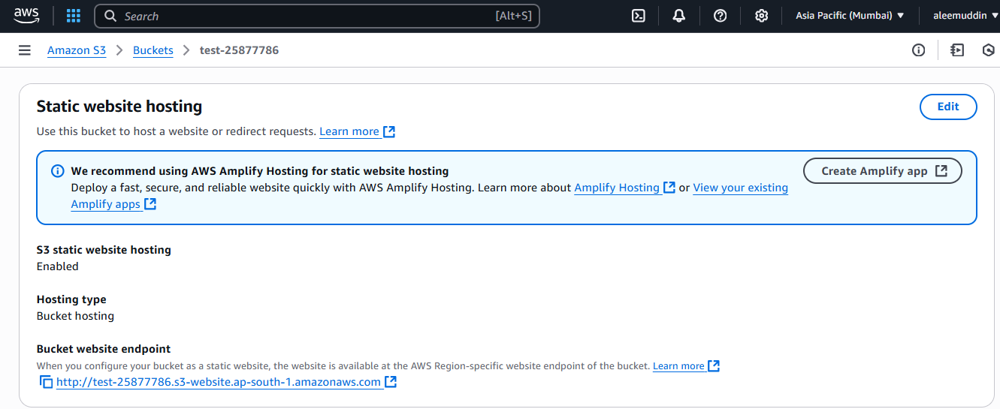 aws Search [Alt+S] Asia Pacific (Mumbai) aleemuddin
Amazon S3 Buckets test-25877786
Static website hosting Edit
Use this bucket to host a website or redirect requests. Learn more
We recommend using AWS Amplify Hosting for static website hosting Create Amplify app
Deploy a fast, secure, and reliable website quickly with AWS Amplify Hosting. Learn more about Amplify Hosting or View your existing
Amplify apps
S3 static website hosting
Enabled
Hosting type
Bucket hosting
Bucket website endpoint
When you configure your bucket as a static website, the website is available at the AWS Region-specific website endpoint of the bucket. Learn more
http://test-25877786.s3-website.ap-south-1.amazonaws.com